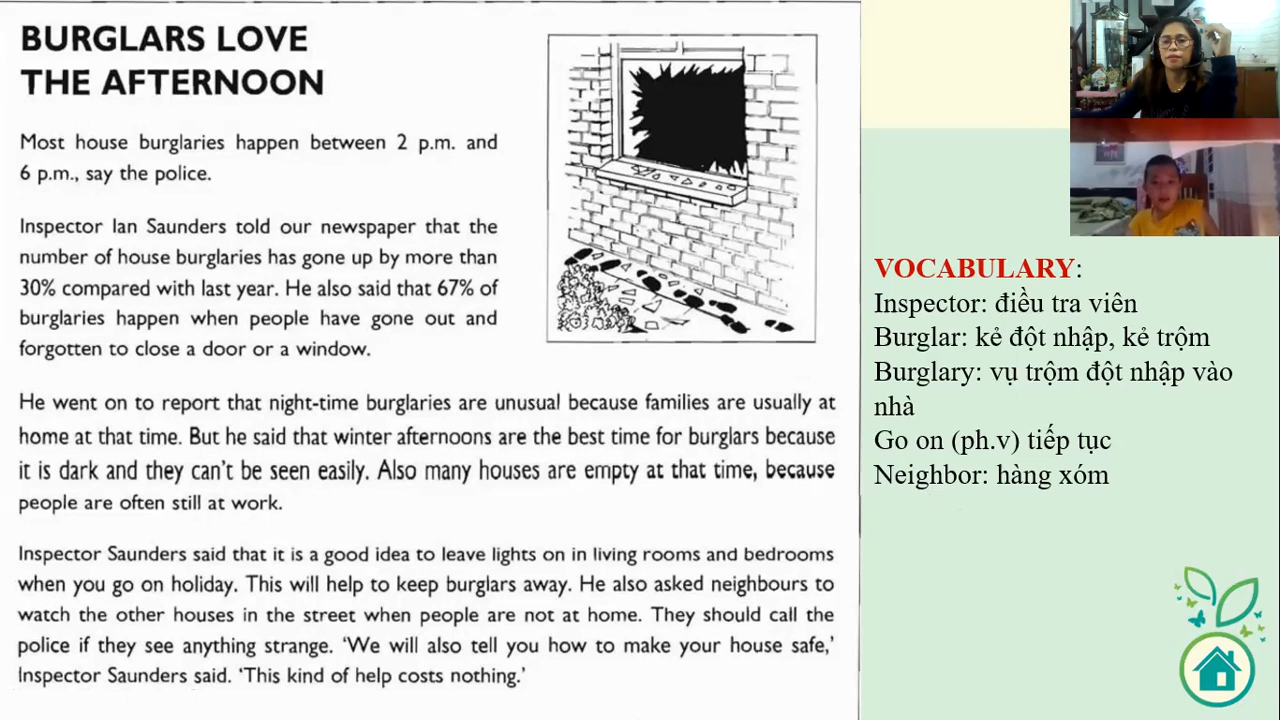 BURGLARS LOVE
THE AFTERNOON
Most house burglaries happen between 2 p.m. and
6 p.m., say the police.
Inspector Ian Saunders told our newspaper that the
number of house burglaries has gone up by more than
30% compared with last year. He also said that 67% of
burglaries happen when people have gone out and
forgotten to close a door or a window.
He went on to report that night-time burglaries are unusual because families are usually at
home at that time. But he said that winter afternoons are the best time for burglars because
it is dark and they can't be seen easily. Also many houses are empty at that time, because
people are often still at work.
Inspector Saunders said that it is a good idea to leave lights on in living rooms and bedrooms
when you go on holiday. This will help to keep burglars away. He also asked neighbours to
watch the other houses in the street when people are not at home. They should call the
police if they see anything strange. 'We will also tell you how to make your house safe,'
Inspector Saunders said. 'This kind of help costs nothing.'
VOCABULARY:
Inspector: điều tra viên
Burglar: kẻ đột nhập, kẻ trộm
Burglary: vụ trộm đột nhập vào
nhà
Go on (ph.v) tiếp tục
Neighbor: hàng xóm